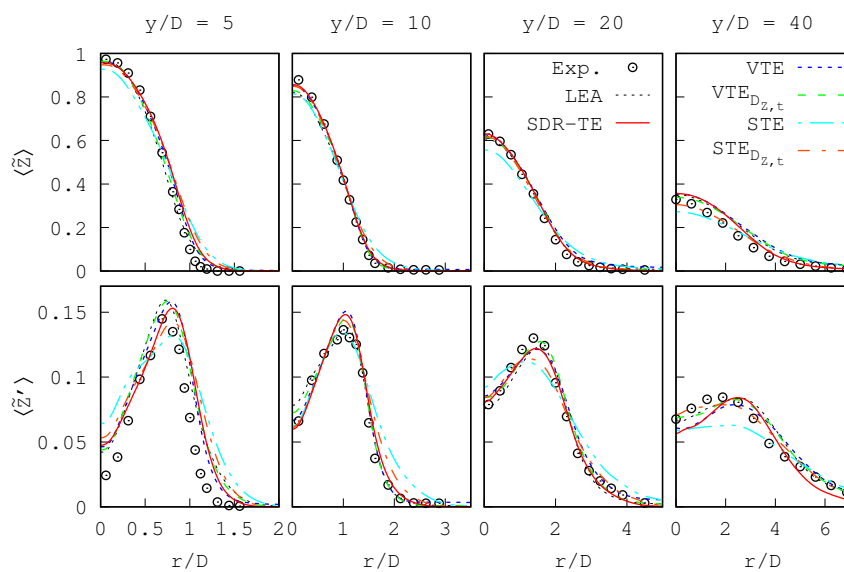 y/D = 5 y/D = 10 y/D = 20 y/D = 40
1
0.8
0.6
0.4
0.2
0
⟨Z̃⟩
Exp.
LEA
SDR-TE
VTE
VTE_{D_{Z,t}}
STE
STE_{D_{Z,t}}
0.15
0.1
0.05
0
⟨Z̃'⟩
0 0.5 1 1.5 2 0 1 2 3 0 2 4 0 2 4 6
r/D r/D r/D r/D